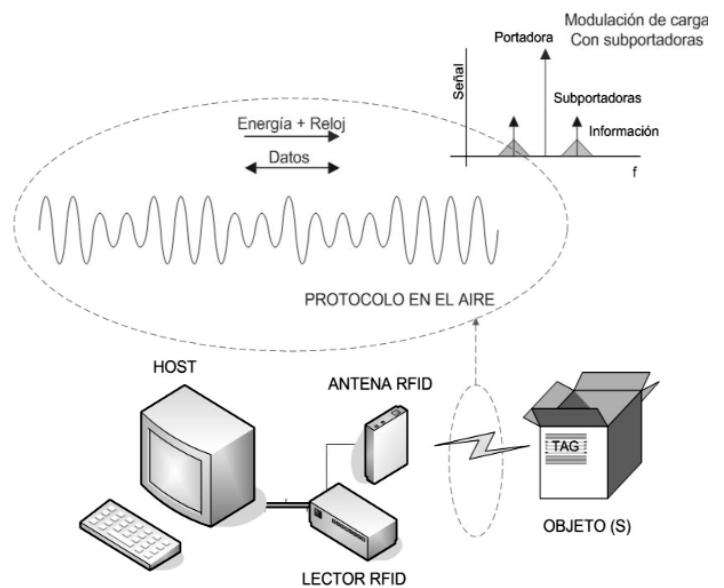 Modulación de carga
Con subportadoras
Portadora
Señal
Subportadoras
Información
f
Energía + Reloj
Datos
PROTOCOLO EN EL AIRE
HOST
ANTENA RFID
TAG
OBJETO (S)
LECTOR RFID